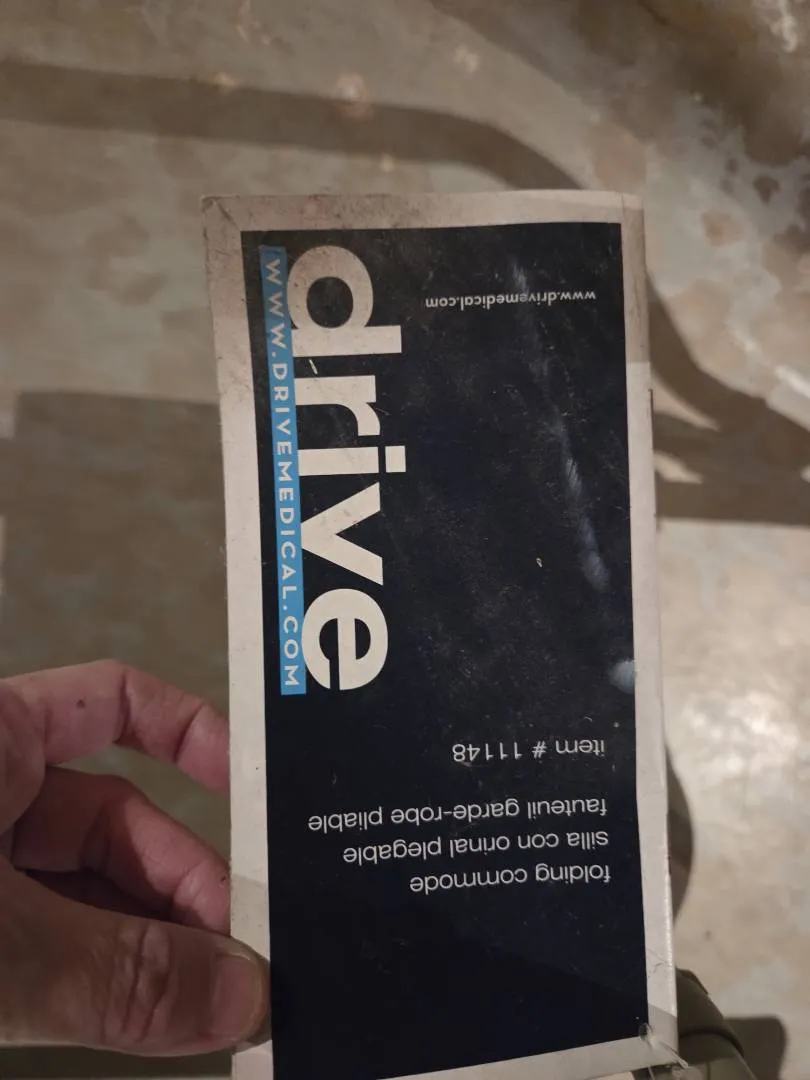 folding commode
silla con orinal plegable
fauteuil garde-robe pliable
item # 11148
drive
WWW.DRIVEMEDICAL.COM
www.drivemedical.com